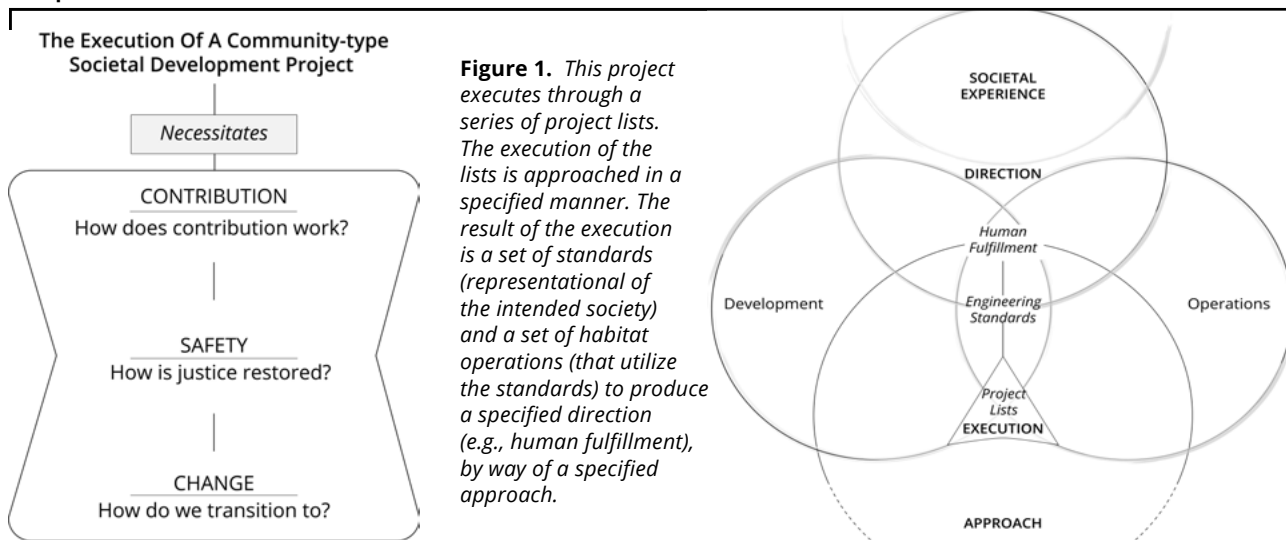 The Execution Of A Community-type
Societal Development Project
Necessitates
CONTRIBUTION
How does contribution work?
SAFETY
How is justice restored?
CHANGE
How do we transition to?
Figure 1. This project
executes through a
series of project lists.
The execution of the
lists is approached in a
specified manner. The
result of the execution
is a set of standards
(representational of
the intended society)
and a set of habitat
operations (that utilize
the standards) to produce
a specified direction
(e.g., human fulfillment),
by way of a specified
approach.
SOCIETAL
EXPERIENCE
DIRECTION
Human
Fulfillment
Development
Engineering
Standards
Operations
Project
Lists
EXECUTION
APPROACH